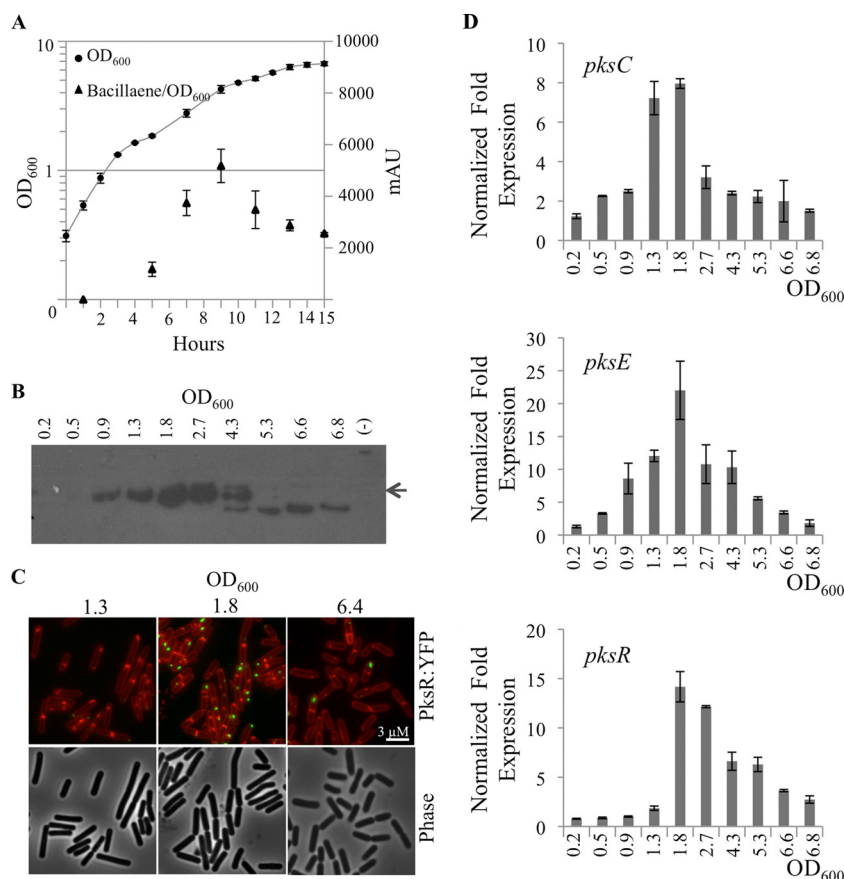 A
10
1
0
OD600
OD600
Bacillaene/OD600
10000
8000
6000
4000
2000
mAU
2 4 6 8 10 12 14 15
Hours
B
OD600
0.2 0.5 0.9 1.3 1.8 2.7 4.3 5.3 6.6 6.8 (-)
C
OD600
1.3 1.8 6.4
PksR:YFP
3 µM
Phase
D
pksC
Normalized Fold
Expression
10
8
6
4
2
0
0.2 0.5 0.9 1.3 1.8 2.7 4.3 5.3 6.6 6.8
OD600
pksE
Normalized Fold
Expression
30
25
20
15
10
5
0
0.2 0.5 0.9 1.3 1.8 2.7 4.3 5.3 6.6 6.8
OD600
pksR
Normalized Fold
Expression
20
15
10
5
0
0.2 0.5 0.9 1.3 1.8 2.7 4.3 5.3 6.6 6.8
OD600